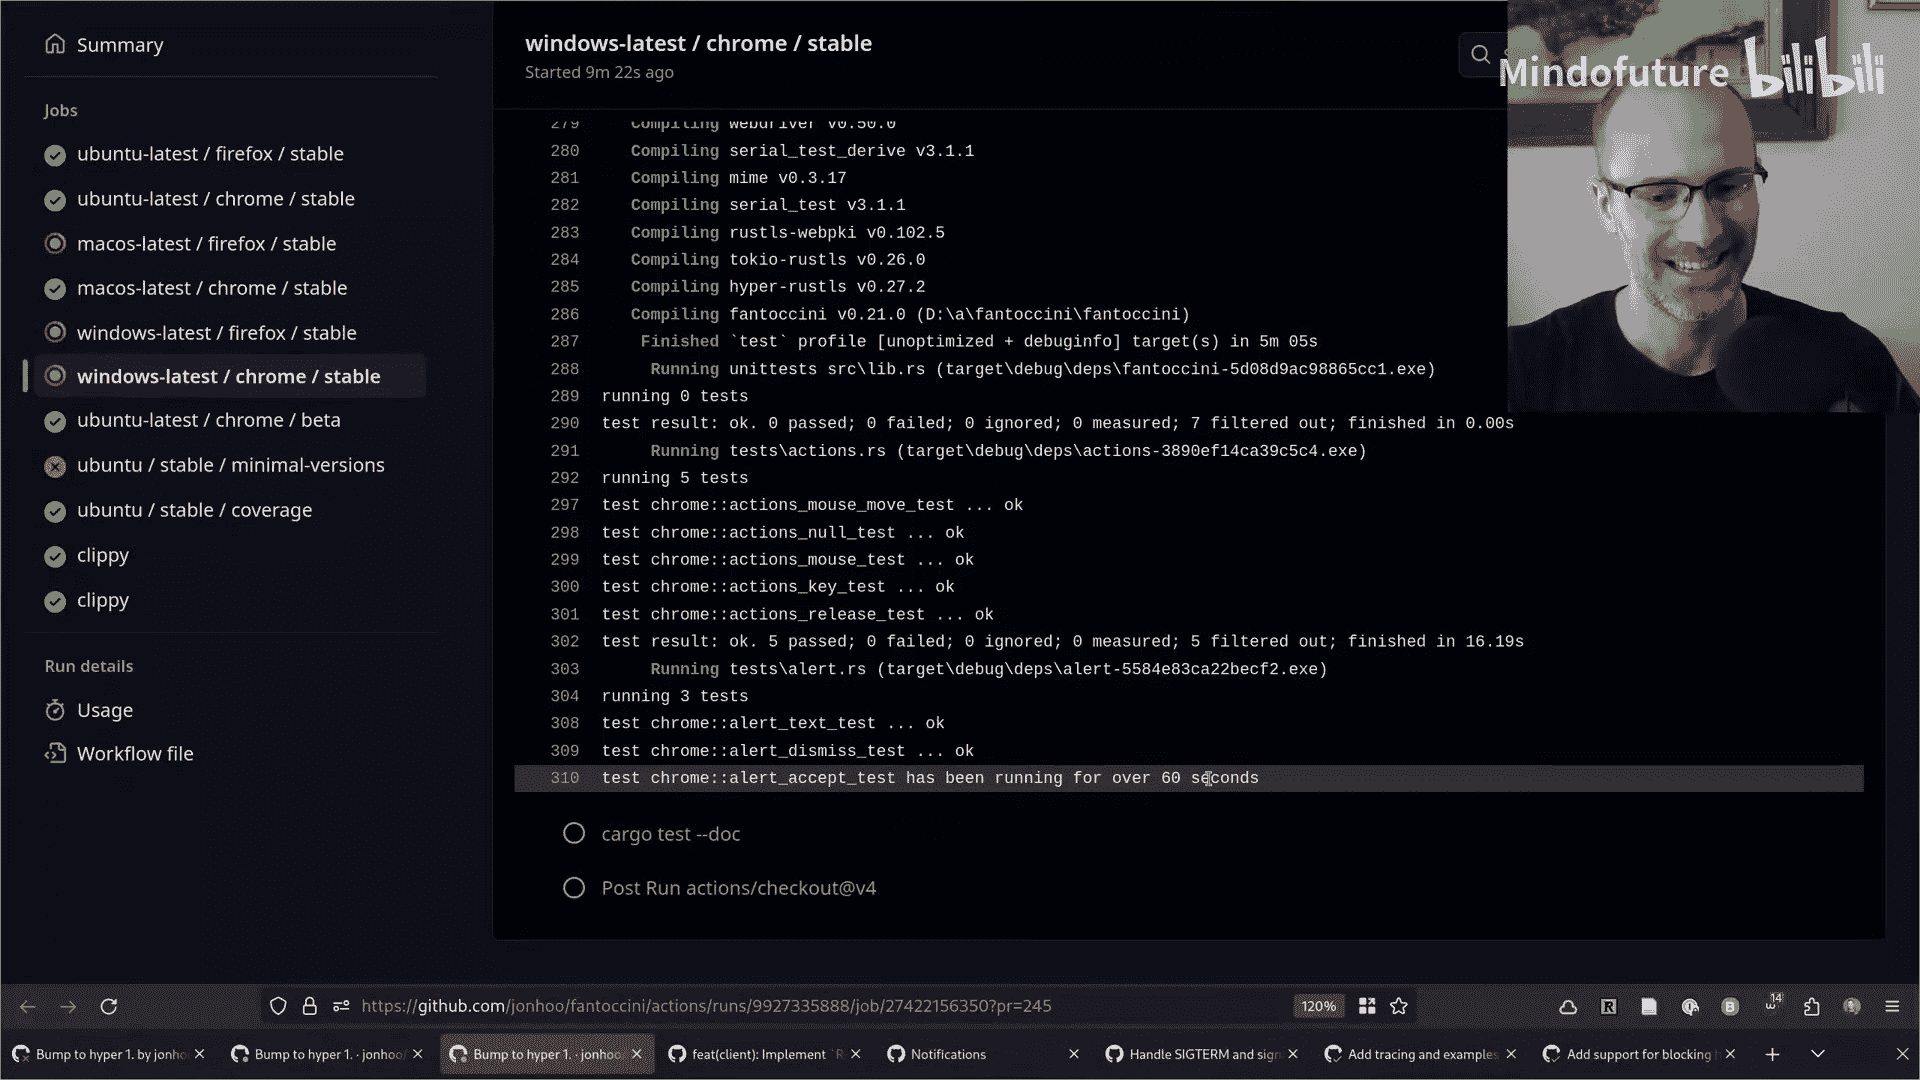 Summary
Jobs
ubuntu-latest / firefox / stable
ubuntu-latest / chrome / stable
macos-latest / firefox / stable
macos-latest / chrome / stable
windows-latest / firefox / stable
windows-latest / chrome / stable
ubuntu-latest / chrome / beta
ubuntu / stable / minimal-versions
ubuntu / stable / coverage
clippy
clippy
Run details
Usage
Workflow file
windows-latest / chrome / stable
Started 9m 22s ago
Mindofuture bilibili
279 Compiling webdriver v0.50.0
280 Compiling serial_test_derive v3.1.1
281 Compiling mime v0.3.17
282 Compiling serial_test v3.1.1
283 Compiling rustls-webpki v0.102.5
284 Compiling tokio-rustls v0.26.0
285 Compiling hyper-rustls v0.27.2
286 Compiling fantoccini v0.21.0 (D:\a\fantoccini\fantoccini)
287 Finished `test` profile [unoptimized + debuginfo] target(s) in 5m 05s
288 Running unittests src\lib.rs (target\debug\deps\fantoccini-5d08d9ac98865cc1.exe)
289 running 0 tests
290 test result: ok. 0 passed; 0 failed; 0 ignored; 0 measured; 7 filtered out; finished in 0.00s
291 Running tests\actions.rs (target\debug\deps\actions-3890ef14ca39c5c4.exe)
292 running 5 tests
297 test chrome::actions_mouse_move_test ... ok
298 test chrome::actions_null_test ... ok
299 test chrome::actions_mouse_test ... ok
300 test chrome::actions_key_test ... ok
301 test chrome::actions_release_test ... ok
302 test result: ok. 5 passed; 0 failed; 0 ignored; 0 measured; 5 filtered out; finished in 16.19s
303 Running tests\alert.rs (target\debug\deps\alert-5584e83ca22becf2.exe)
304 running 3 tests
308 test chrome::alert_text_test ... ok
309 test chrome::alert_dismiss_test ... ok
310 test chrome::alert_accept_test has been running for over 60 seconds
cargo test --doc
Post Run actions/checkout@v4
https://github.com/jonhoo/fantoccini/actions/runs/9927335888/job/27422156350?pr=245
120%
14
Bump to hyper 1. by jonho
Bump to hyper 1. · jonhoo/
Bump to hyper 1. · jonhoo
feat(client): Implement `R
Notifications
Handle SIGTERM and sign
Add tracing and examples
Add support for blocking h